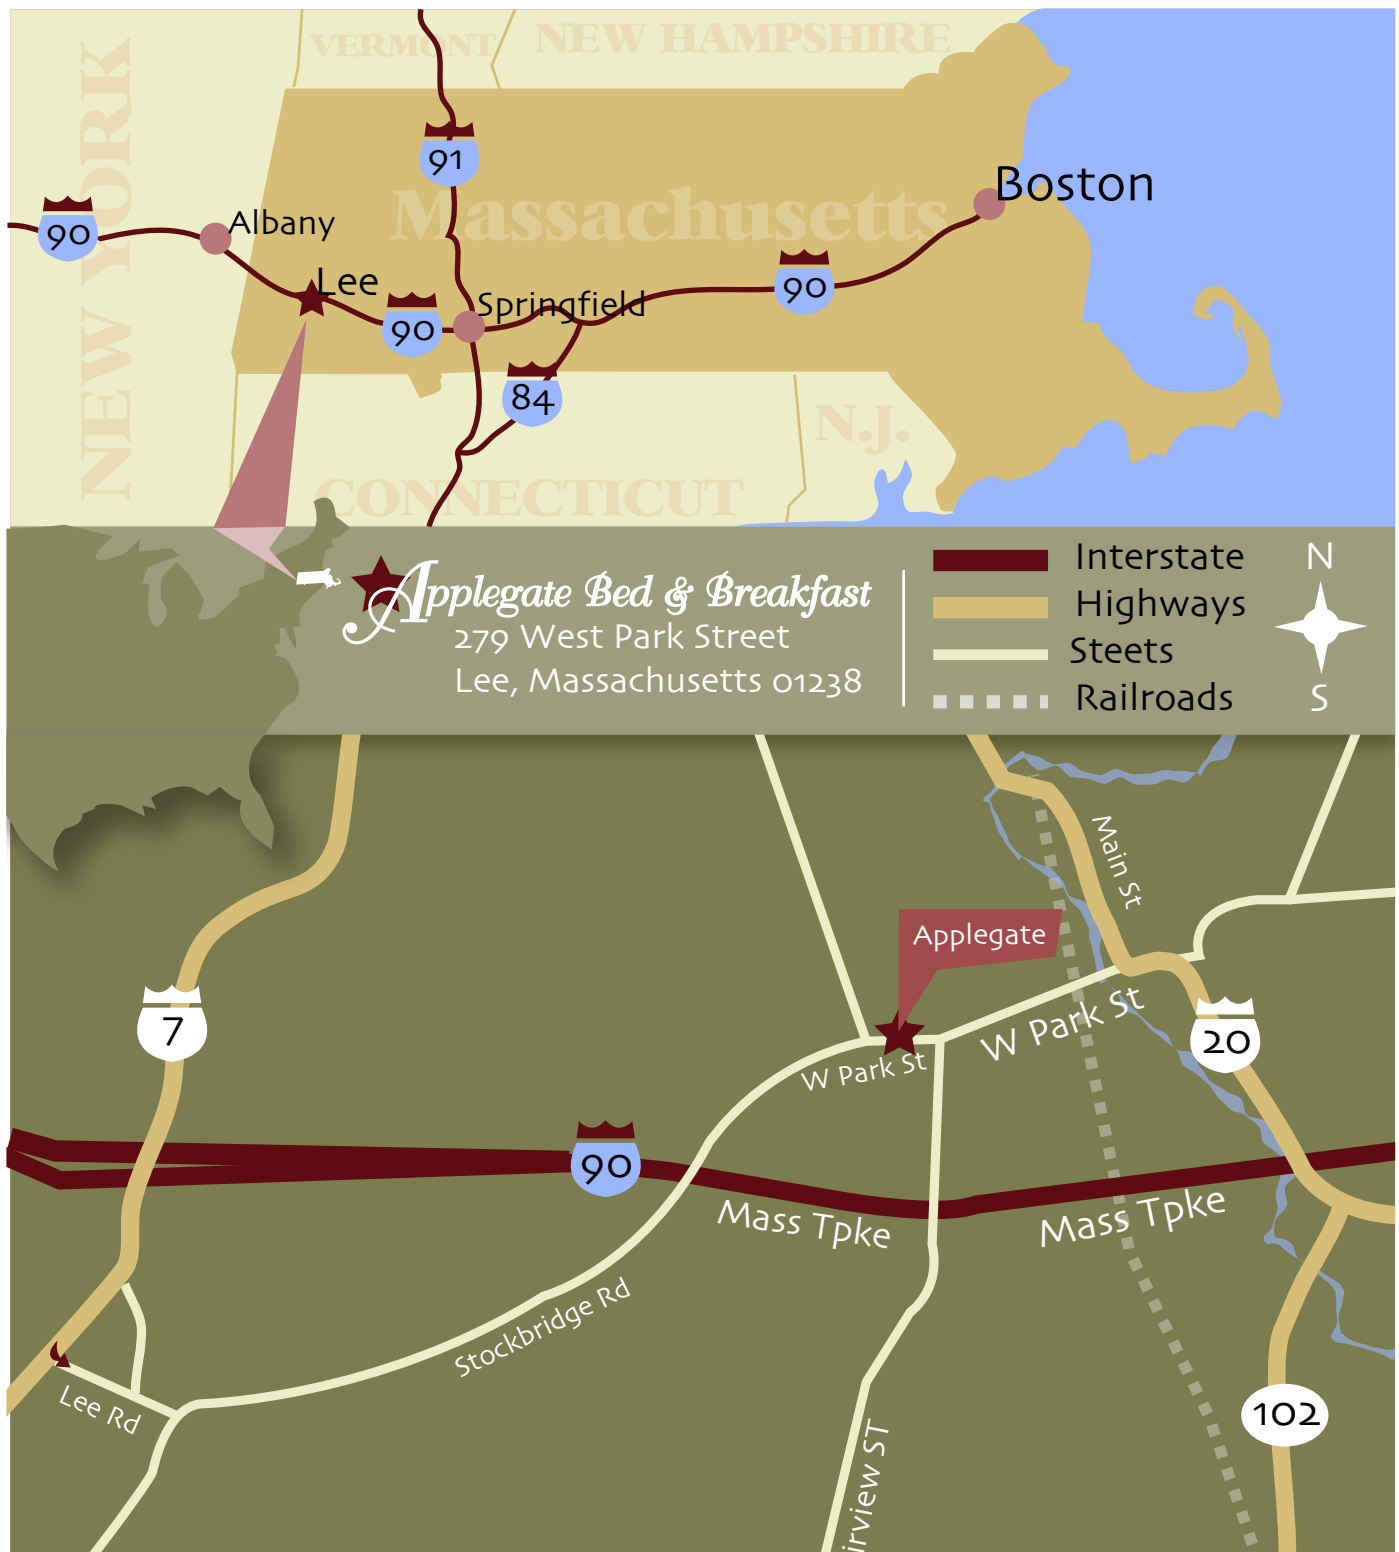 VERMONT
NEW HAMPSHIRE
NEW YORK
91
Massachusetts
Boston
90
Albany
Lee
90
Springfield
90
84
N.J.
CONNECTICUT
Applegate Bed & Breakfast
279 West Park Street
Lee, Massachusetts 01238
Interstate
Highways
Steets
Railroads
N
S
Main St
Applegate
W Park St
W Park St
7
20
90
Mass Tpke
Mass Tpke
Stockbridge Rd
Lee Rd
102
irview ST